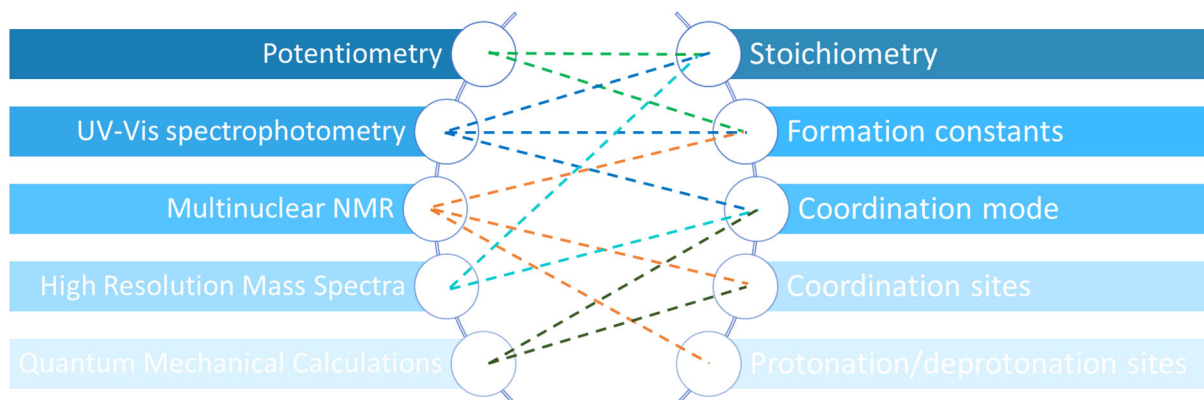 Potentiometry
Stoichiometry
UV-Vis spectrophotometry
Formation constants
Multinuclear NMR
Coordination mode
High Resolution Mass Spectra
Coordination sites
Quantum Mechanical Calculations
Protonation/deprotonation sites